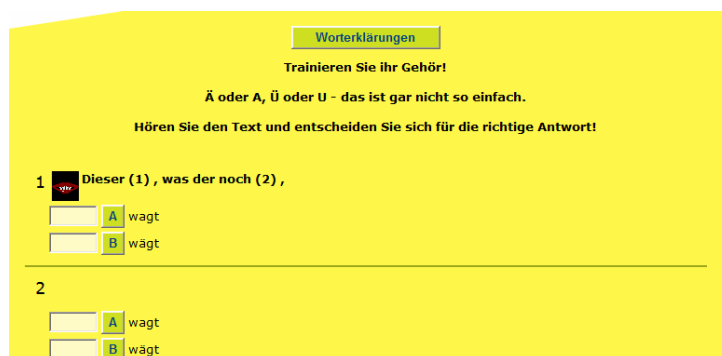 Worterklärungen
Trainieren Sie ihr Gehör!
Ä oder A, Ü oder U - das ist gar nicht so einfach.
Hören Sie den Text und entscheiden Sie sich für die richtige Antwort!
1 Dieser (1) , was der noch (2) ,
A wagt
B wägt
2
A wagt
B wägt